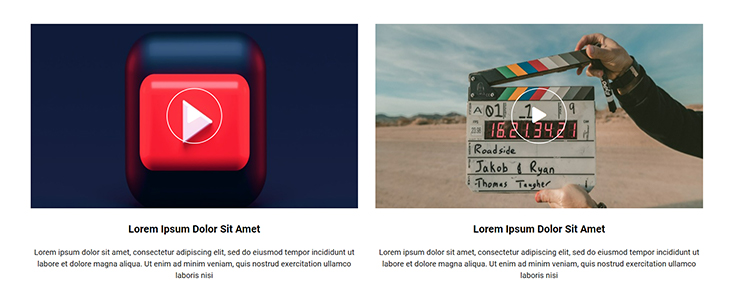 A 01 _1 9
16:21:34:21
Roadside
Jakob & Ryan
Thomas Taugher
Lorem Ipsum Dolor Sit Amet
Lorem Ipsum Dolor Sit Amet
Lorem ipsum dolor sit amet, consectetur adipiscing elit, sed do eiusmod tempor incididunt ut
labore et dolore magna aliqua. Ut enim ad minim veniam, quis nostrud exercitation ullamco
laboris nisi
Lorem ipsum dolor sit amet, consectetur adipiscing elit, sed do eiusmod tempor incididunt ut
labore et dolore magna aliqua. Ut enim ad minim veniam, quis nostrud exercitation ullamco
laboris nisi